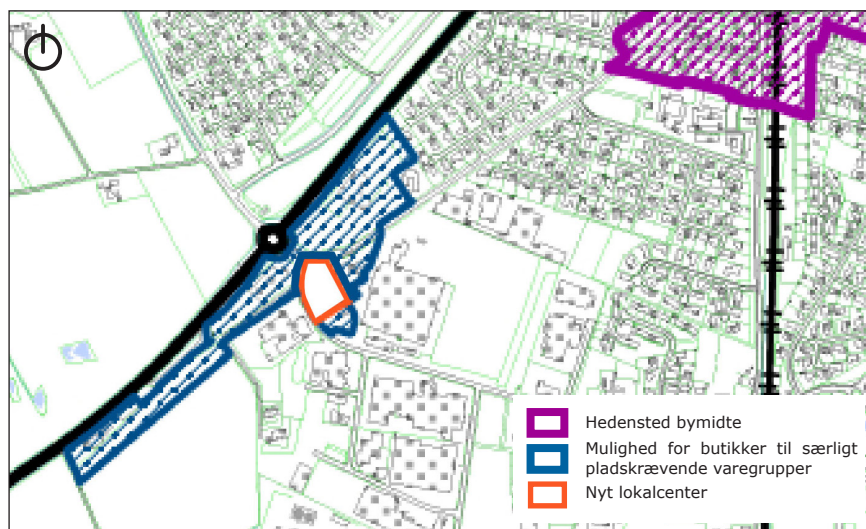 Hedensted bymidte
Mulighed for butikker til særligt
pladskrævende varegrupper
Nyt lokalcenter